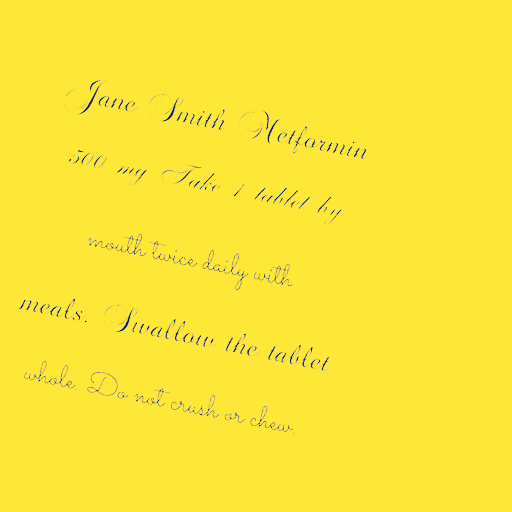 Jane Smith Metformin
500 mg Take 1 tablet by
mouth twice daily with
meals. Swallow the tablet
whole. Do not crush or chew.